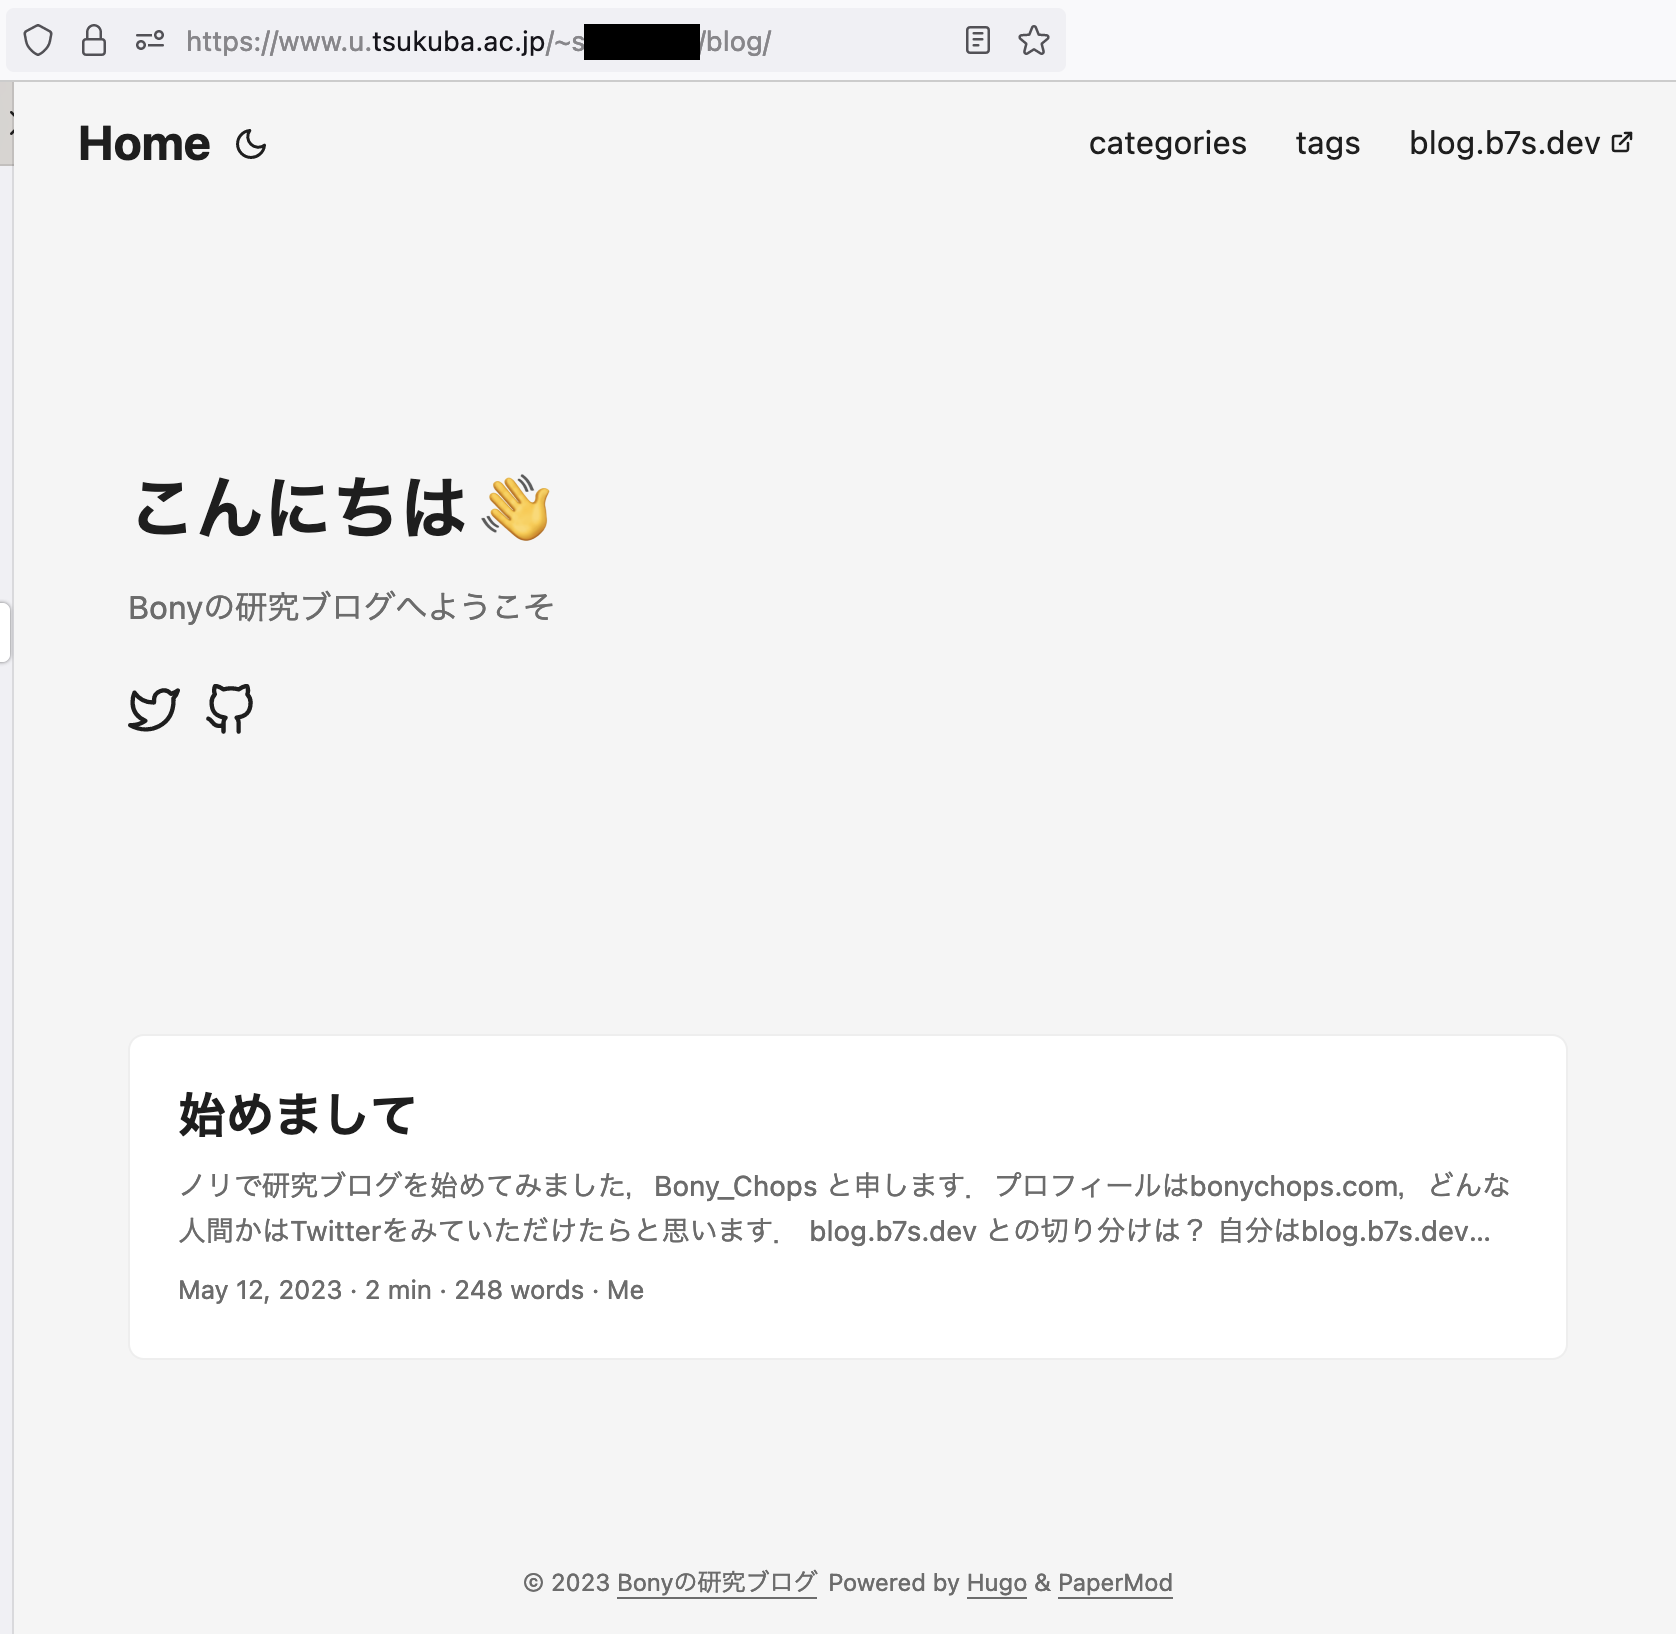 https://www.u.tsukuba.ac.jp/~s /blog/
Home
categories tags blog.b7s.dev
こんにちは 👋
Bonyの研究ブログへようこそ
始めまして
ノリで研究ブログを始めてみました，Bony_Chops と申します．プロフィールはbonychops.com，どんな
人間かはTwitterをみていただけたらと思います． blog.b7s.dev との切り分けは？ 自分はblog.b7s.dev...
May 12, 2023 · 2 min · 248 words · Me
© 2023 Bonyの研究ブログ Powered by Hugo & PaperMod